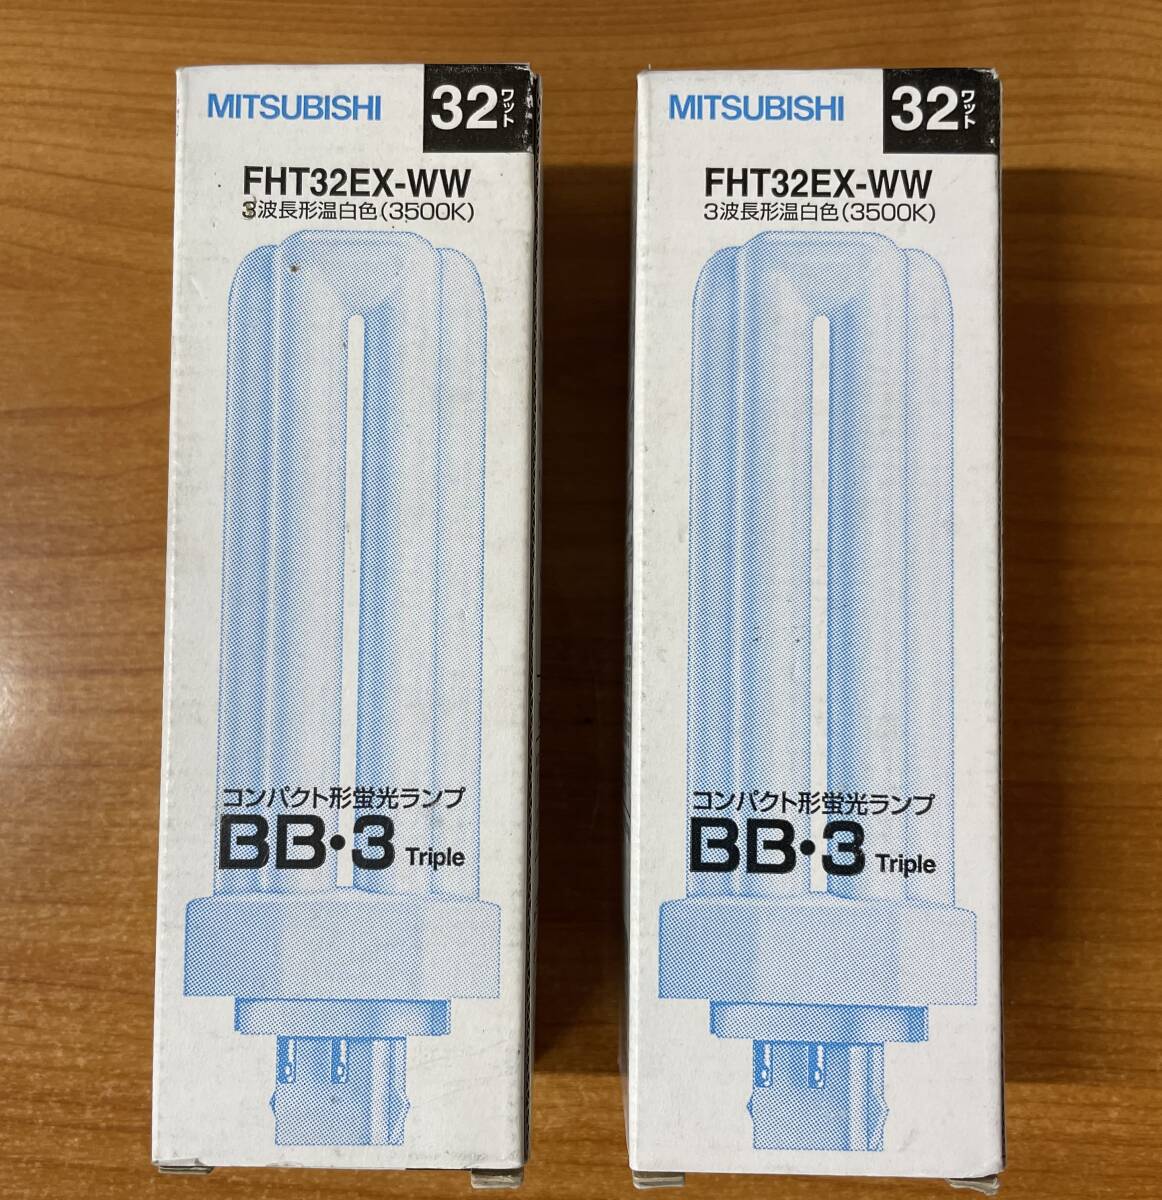 MITSUBISHI
32ワット
FHT32EX-WW
3波長形温白色(3500K)
コンパクト形蛍光ランプ
BB・3 Triple
MITSUBISHI
32ワット
FHT32EX-WW
3波長形温白色(3500K)
コンパクト形蛍光ランプ
BB・3 Triple